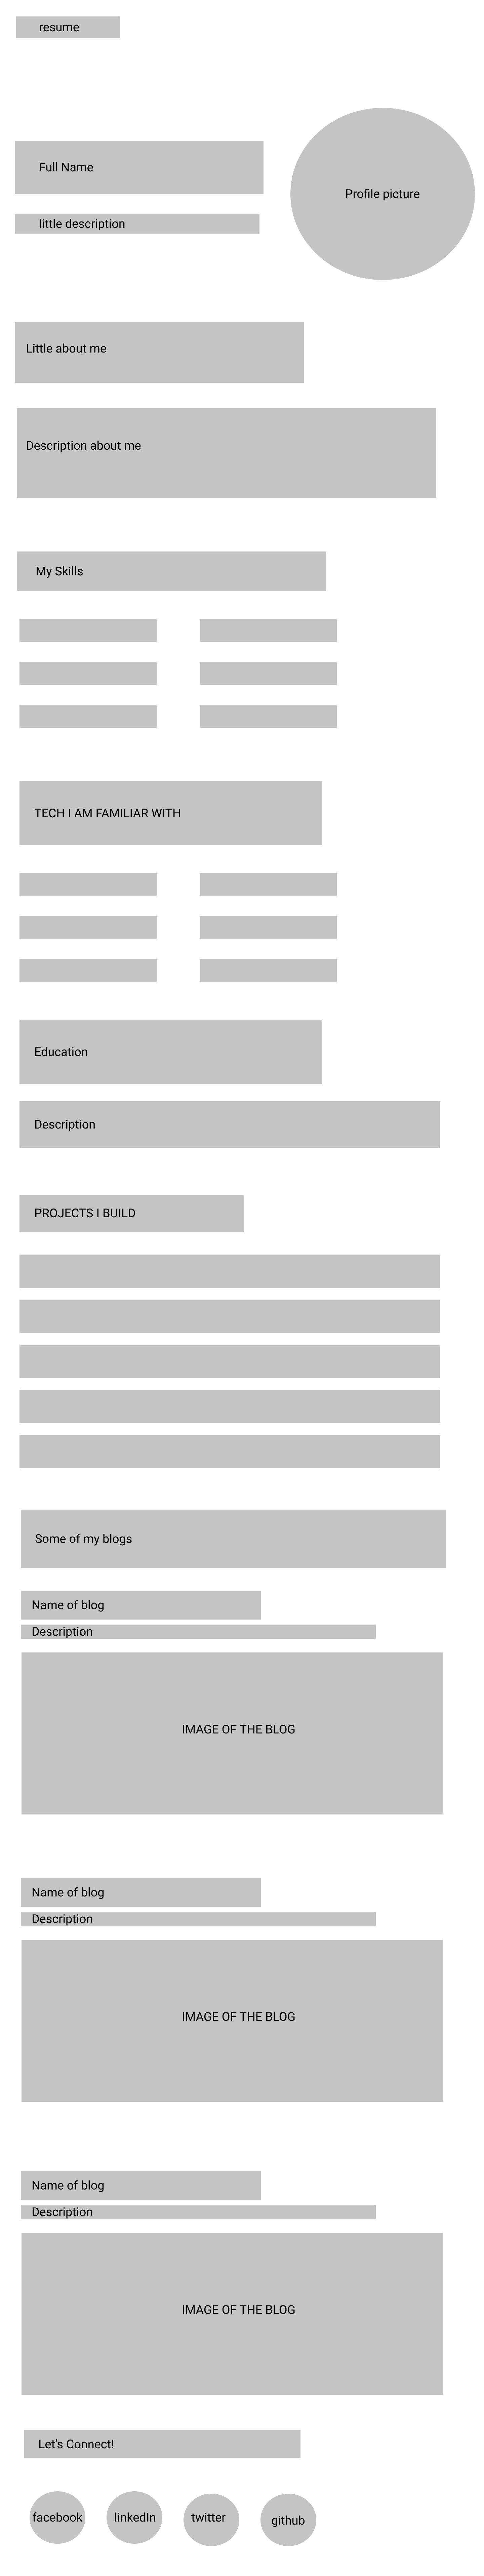 resume
Full Name
Profile picture
little description
Little about me
Description about me
My Skills
TECH I AM FAMILIAR WITH
Education
Description
PROJECTS I BUILD
Some of my blogs
Name of blog
Description
IMAGE OF THE BLOG
Name of blog
Description
IMAGE OF THE BLOG
Name of blog
Description
IMAGE OF THE BLOG
Let’s Connect!
facebook
linkedIn
twitter
github